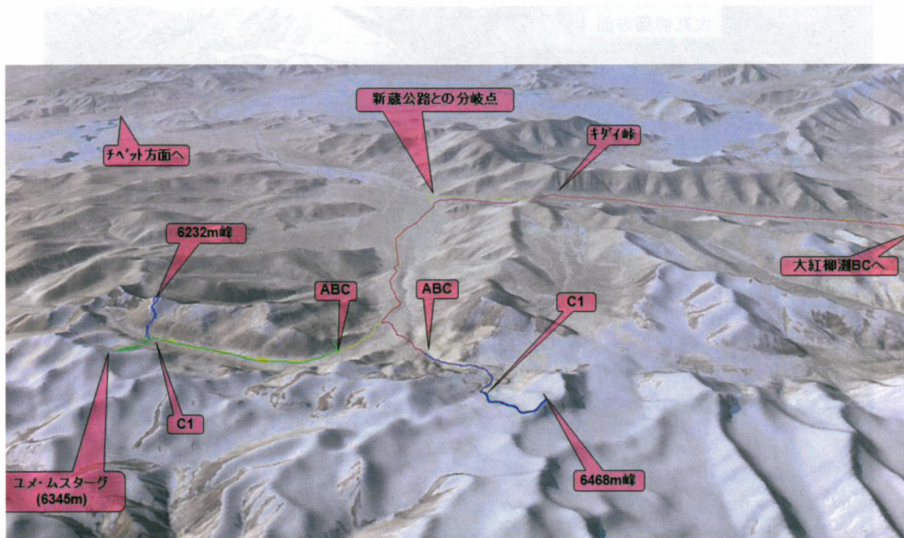 新蔵公路との分岐点
キダイ峠
チベット方面へ
6232m峰
大紅柳灘BCへ
ABC
ABC
C1
C1
ユメ・ムスターグ
(6345m)
6468m峰